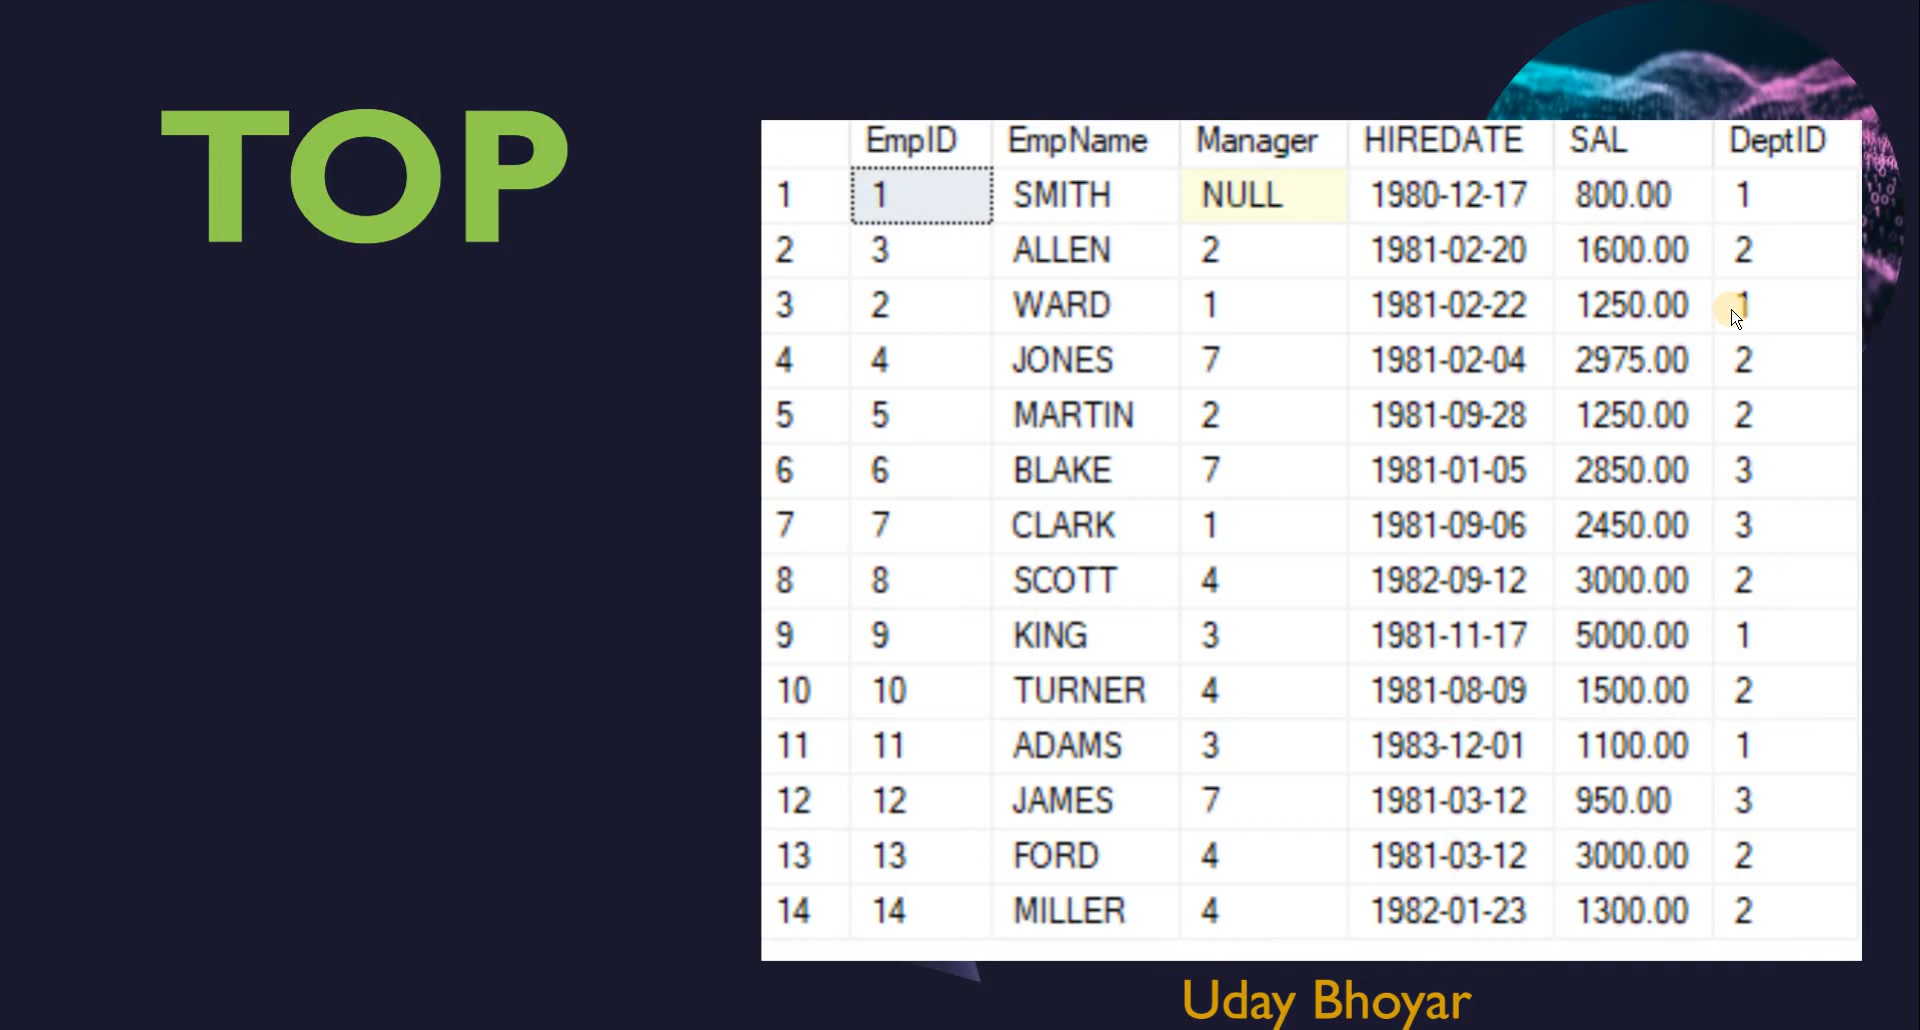 TOP
EmpID EmpName Manager HIREDATE SAL DeptID
1 1 SMITH NULL 1980-12-17 800.00 1
2 3 ALLEN 2 1981-02-20 1600.00 2
3 2 WARD 1 1981-02-22 1250.00 1
4 4 JONES 7 1981-02-04 2975.00 2
5 5 MARTIN 2 1981-09-28 1250.00 2
6 6 BLAKE 7 1981-01-05 2850.00 3
7 7 CLARK 1 1981-09-06 2450.00 3
8 8 SCOTT 4 1982-09-12 3000.00 2
9 9 KING 3 1981-11-17 5000.00 1
10 10 TURNER 4 1981-08-09 1500.00 2
11 11 ADAMS 3 1983-12-01 1100.00 1
12 12 JAMES 7 1981-03-12 950.00 3
13 13 FORD 4 1981-03-12 3000.00 2
14 14 MILLER 4 1982-01-23 1300.00 2
Uday Bhoyar